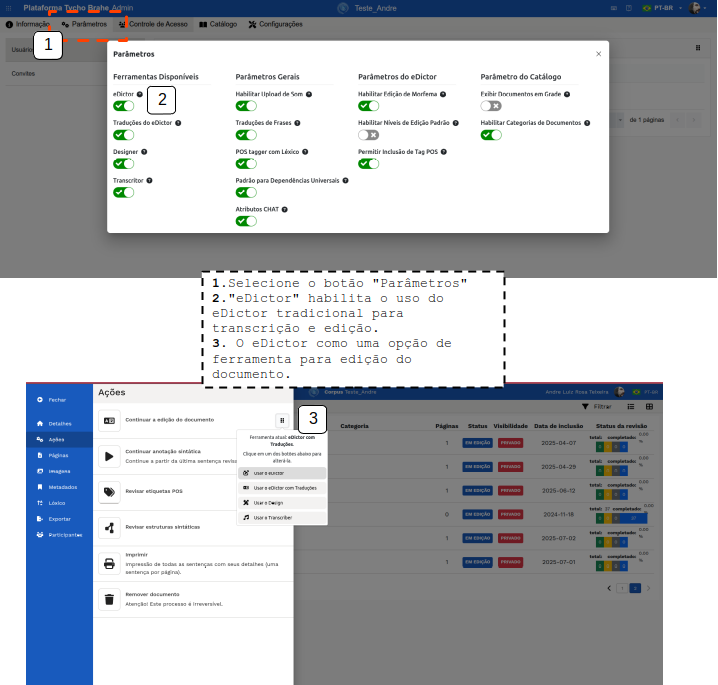 Plataforma Tycho Brahe Admin
Teste_Andre
PT-BR
Informação
Parâmetros
Controle de Acesso
Catálogo
Configurações
1
Usuário
Convites
de 1 páginas
Parâmetros
×
Ferramentas Disponíveis
eDictor
2
Traduções do eDictor
Designer
Transcritor
Parâmetros Gerais
Habilitar Upload de Som
Traduções de Frases
POS tagger com Léxico
Padrão para Dependências Universais
Atributos CHAT
Parâmetros do eDictor
Habilitar Edição de Morfema
Habilitar Níveis de Edição Padrão
Permitir Inclusão de Tag POS
Parâmetro do Catálogo
Exibir Documentos em Grade
Habilitar Categorias de Documentos
1.Selecione o botão "Parâmetros"
2."eDictor" habilita o uso do
eDictor tradicional para
transcrição e edição.
3. O eDictor como uma opção de
ferramenta para edição do
documento.
Fechar
Detalhes
Ações
Páginas
Imagens
Metadados
Léxico
Exportar
Participantes
Ações
Continuar a edição do documento
3
Continuar anotação sintática
Continue a partir da última sentença revis
Revisar etiquetas POS
Revisar estruturas sintáticas
Imprimir
Impressão de todas as sentenças com seus detalhes (uma
sentença por página).
Remover documento
Atenção! Este processo é irreversível.
Ferramenta atual: eDictor com
Traduções.
Clique em um dos botões abaixo para
alterá-la.
Usar o eDictor
Usar o eDictor com Traduções
Usar o Design
Usar o Transcriber
Corpus Teste_Andre
Andre Luiz Rosa Teixeira
PT-BR
Filtrar
Categoria Páginas Status Visibilidade Data de inclusão Status da revisão
1 EM EDIÇÃO PRIVADO 2025-04-07 total: completado: 0.00 %
1 EM EDIÇÃO PRIVADO 2025-04-29 total: completado: 0.00 %
1 EM EDIÇÃO PRIVADO 2025-06-12 total: completado: 0.00 %
0 EM EDIÇÃO PRIVADO 2024-11-18 total: 37 completado: 0.00
1 EM EDIÇÃO PRIVADO 2025-07-02 total: completado: 0.00 %
1 EM EDIÇÃO PRIVADO 2025-07-01 total: completado: 0.00 %